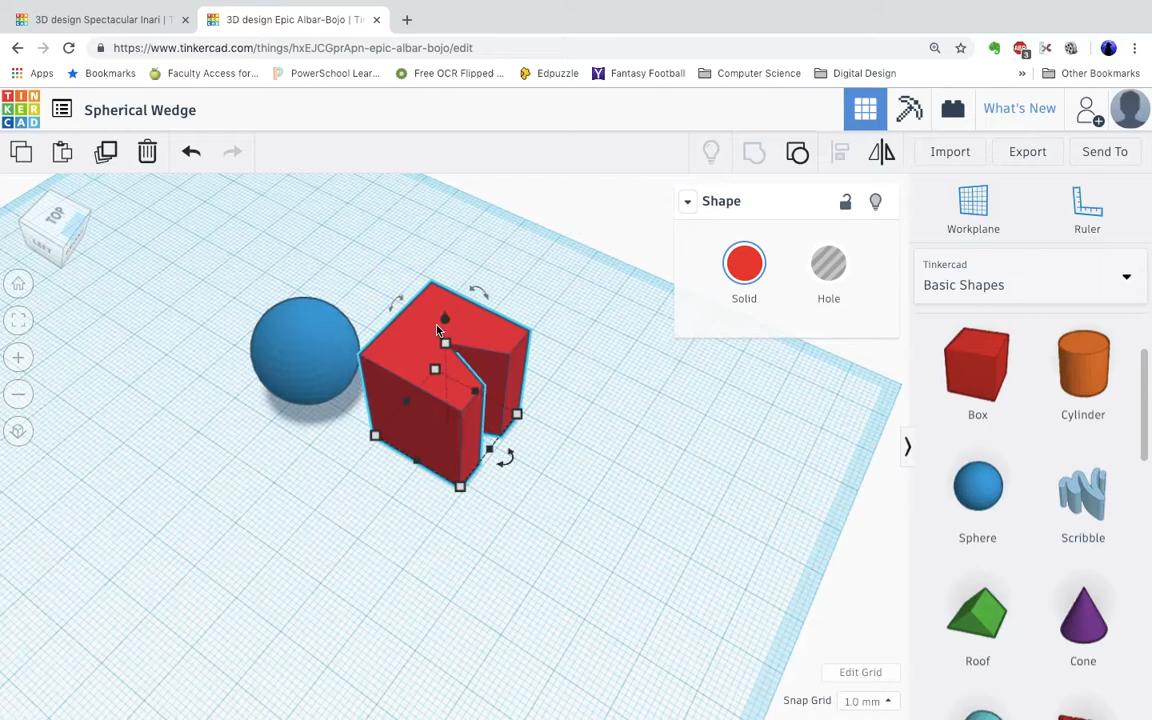 3D design Spectacular Inari | T
3D design Epic Albar-Bojo | Tin
https://www.tinkercad.com/things/hxEJCGprApn-epic-albar-bojo/edit
3
Apps
Bookmarks
Faculty Access for...
PowerSchool Lear...
Free OCR Flipped ...
Edpuzzle
Fantasy Football
Computer Science
Digital Design
»
Other Bookmarks
TIN
KER
CAD
Spherical Wedge
What's New
Import
Export
Send To
TOP
LEFT
Shape
Solid
Hole
Workplane
Ruler
Tinkercad
Basic Shapes
Box
Cylinder
Sphere
Scribble
Roof
Cone
Edit Grid
Snap Grid
1.0 mm